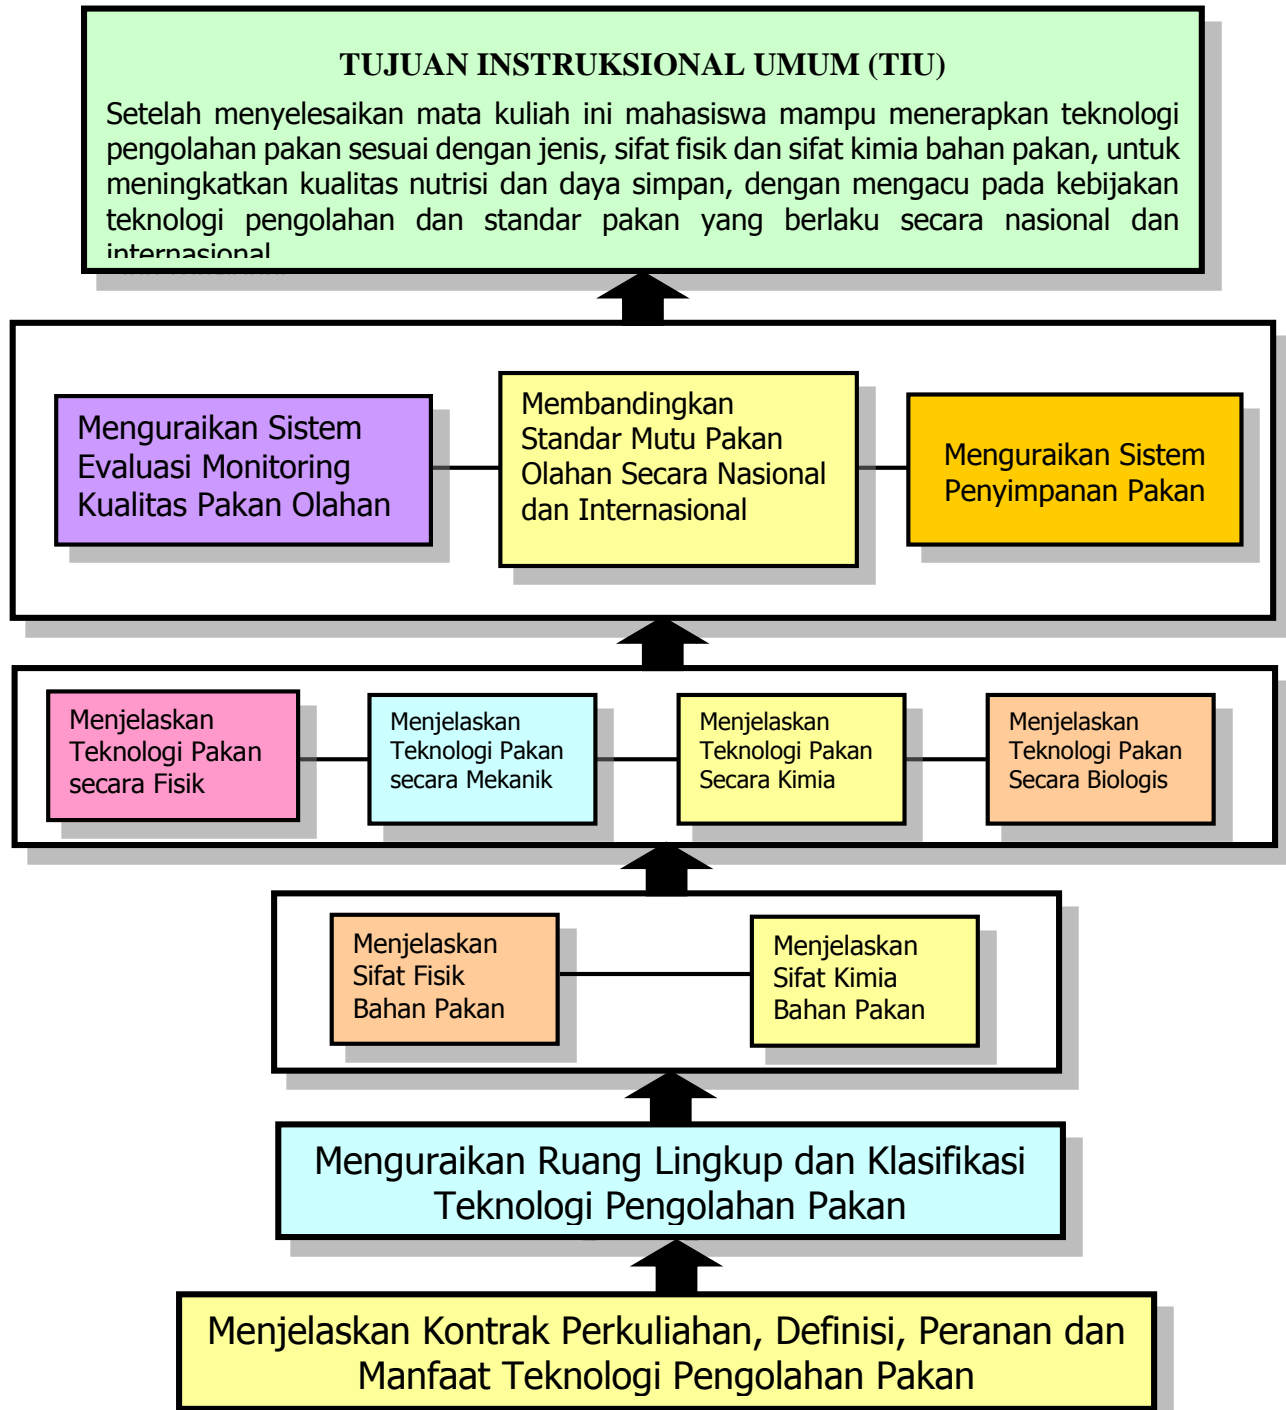 TUJUAN INSTRUKSIONAL UMUM (TIU)
Setelah menyelesaikan mata kuliah ini mahasiswa mampu menerapkan teknologi
pengolahan pakan sesuai dengan jenis, sifat fisik dan sifat kimia bahan pakan, untuk
meningkatkan kualitas nutrisi dan daya simpan, dengan mengacu pada kebijakan
teknologi pengolahan dan standar pakan yang berlaku secara nasional dan
internasional
Menguraikan Sistem
Evaluasi Monitoring
Kualitas Pakan Olahan
Membandingkan
Standar Mutu Pakan
Olahan Secara Nasional
dan Internasional
Menguraikan Sistem
Penyimpanan Pakan
Menjelaskan
Teknologi Pakan
secara Fisik
Menjelaskan
Teknologi Pakan
secara Mekanik
Menjelaskan
Teknologi Pakan
Secara Kimia
Menjelaskan
Teknologi Pakan
Secara Biologis
Menjelaskan
Sifat Fisik
Bahan Pakan
Menjelaskan
Sifat Kimia
Bahan Pakan
Menguraikan Ruang Lingkup dan Klasifikasi
Teknologi Pengolahan Pakan
Menjelaskan Kontrak Perkuliahan, Definisi, Peranan dan
Manfaat Teknologi Pengolahan Pakan